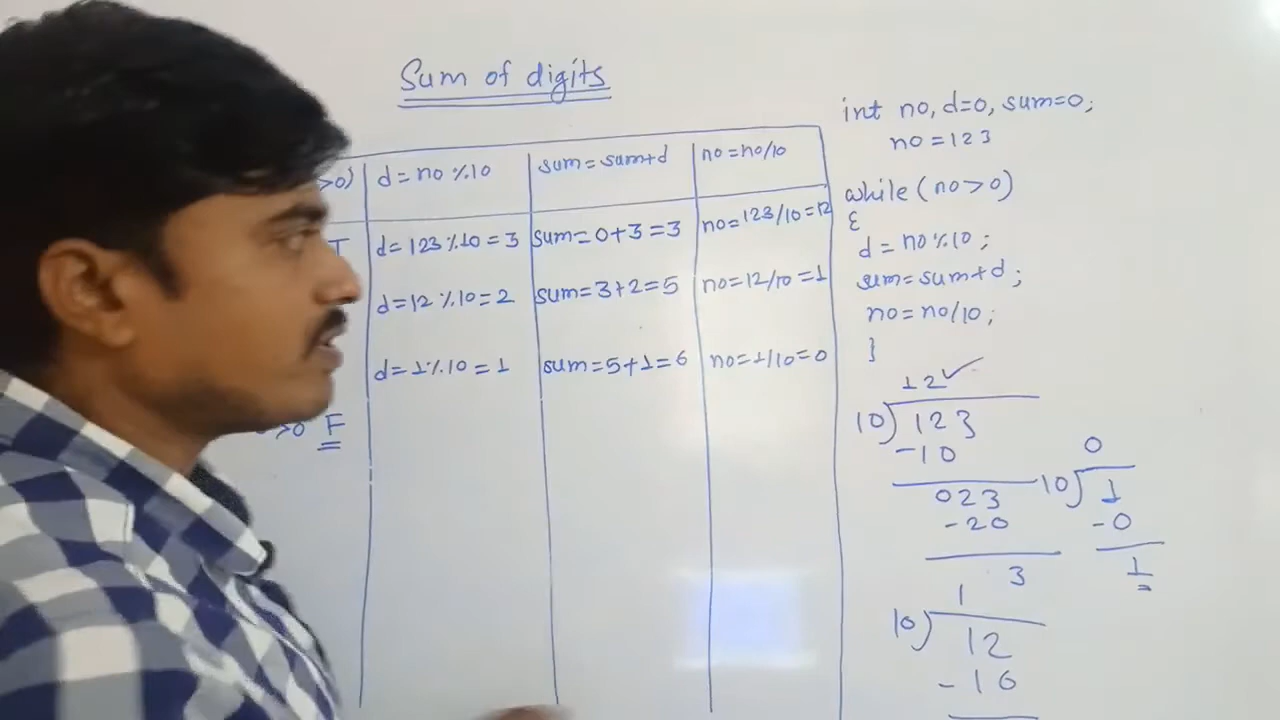 Sum of digits
>0) d = no %10 sum = sum+d no = no/10
T d = 123 %10 = 3 sum = 0+3 = 3 no = 123/10 = 12
d = 12 %10 = 2 sum = 3+2 = 5 no = 12/10 = 1
d = 1 %10 = 1 sum = 5+1 = 6 no = 1/10 = 0
>0 F
int no, d=0, sum=0;
no = 123
while (no > 0)
{
d = no %10 ;
sum = sum + d ;
no = no/10 ;
}
12 ✓
10) 123
-10
023
-20
3
0
10) 1
-0
1
1
10) 12
-10